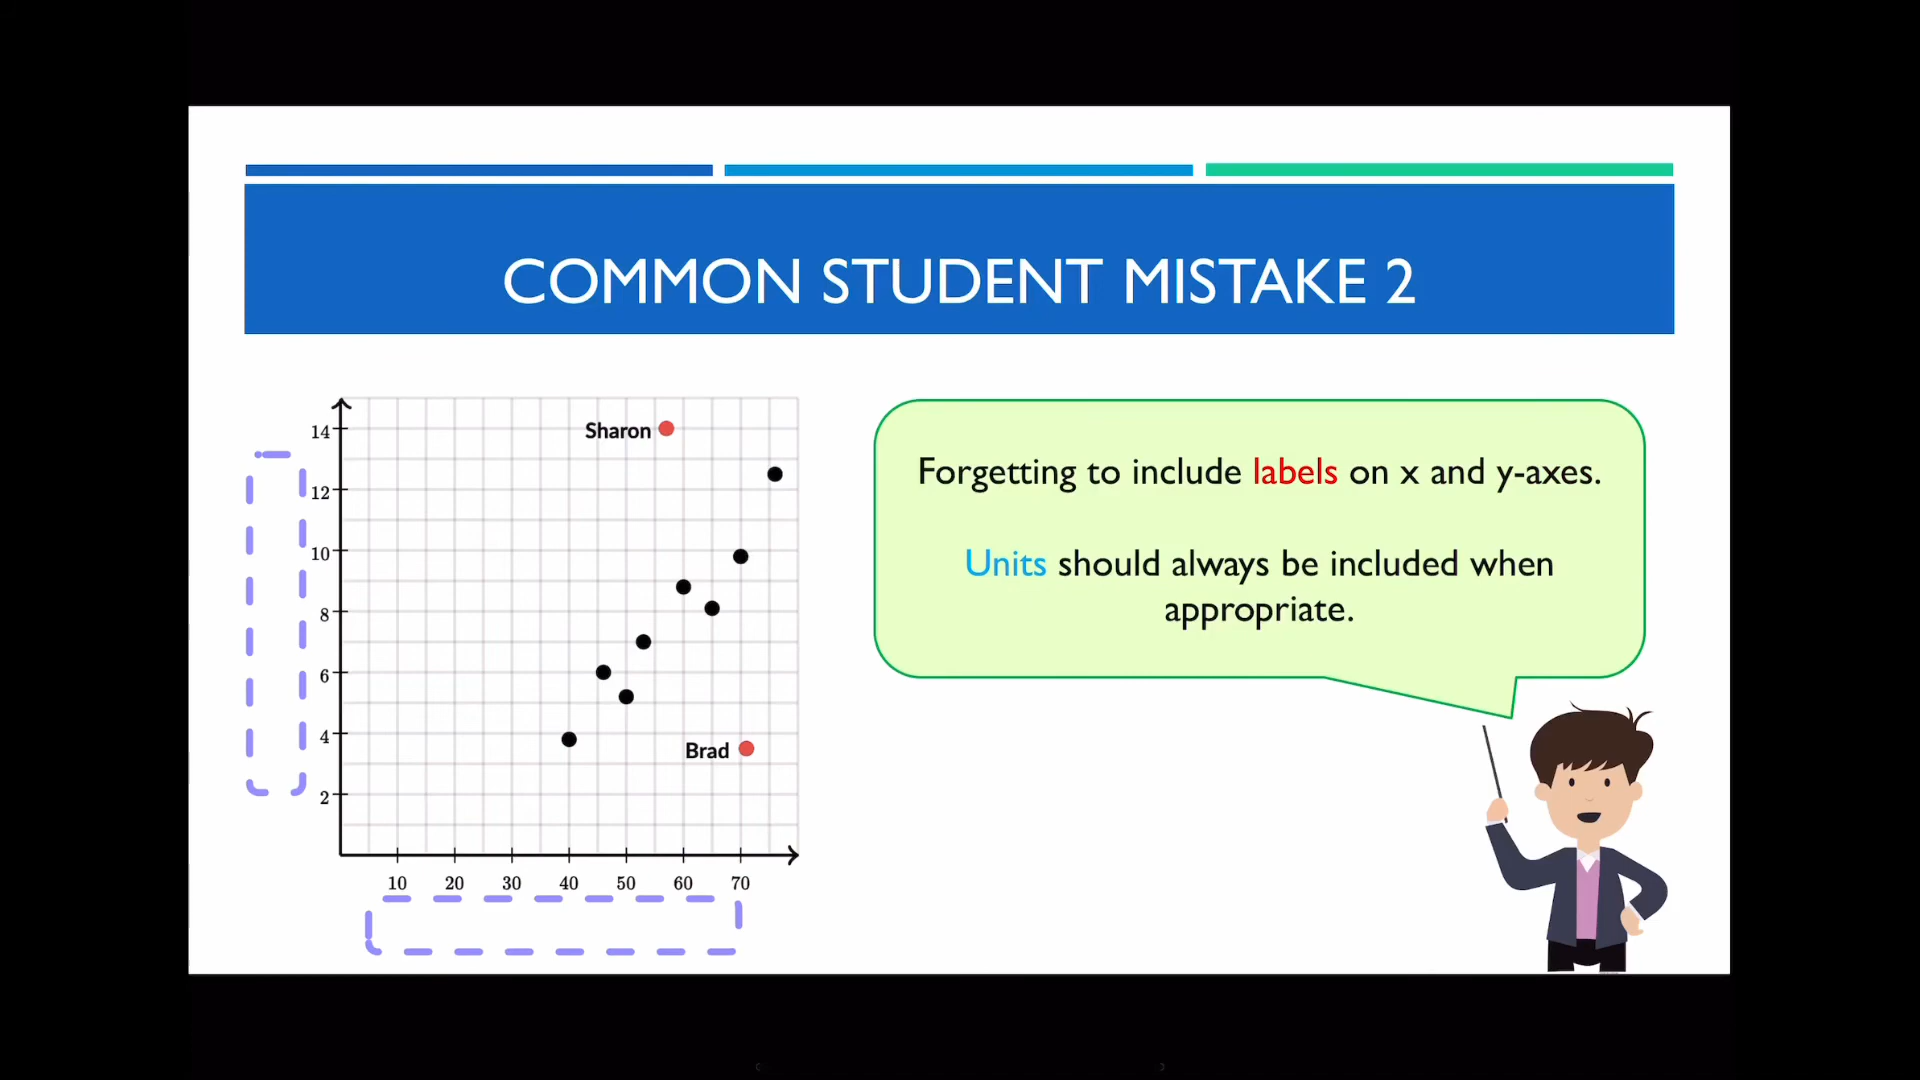 COMMON STUDENT MISTAKE 2
14
12
10
8
6
4
2
Sharon
Brad
10 20 30 40 50 60 70
Forgetting to include labels on x and y-axes.
Units should always be included when
appropriate.